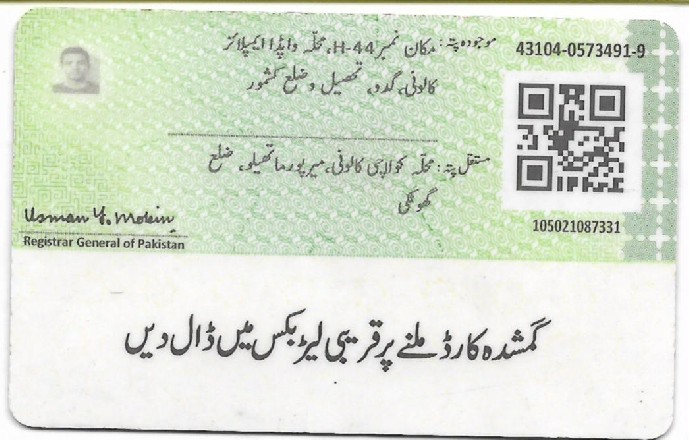 موجودہ پتہ: مکان نمبر H-44، محلہ واپڈا ایمپلائز
کالونی، گدو، تحصیل و ضلع کشمور
43104-0573491-9
مستقل پتہ: محلہ کولاچی کالونی، میرپور ماتھیلو، ضلع
گھوٹکی
105021087331
Usman Y. Mobin
Registrar General of Pakistan
گمشدہ کارڈ ملنے پر قریبی لیٹر بکس میں ڈال دیں